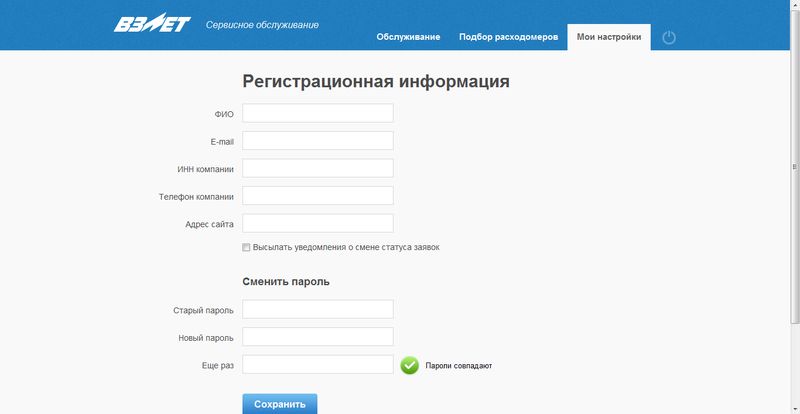 ВЗЛЕТ Сервисное обслуживание
Обслуживание Подбор расходомеров Мои настройки
Регистрационная информация
ФИО
E-mail
ИНН компании
Телефон компании
Адрес сайта
Высылать уведомления о смене статуса заявок
Сменить пароль
Старый пароль
Новый пароль
Еще раз Пароли совпадают
Сохранить